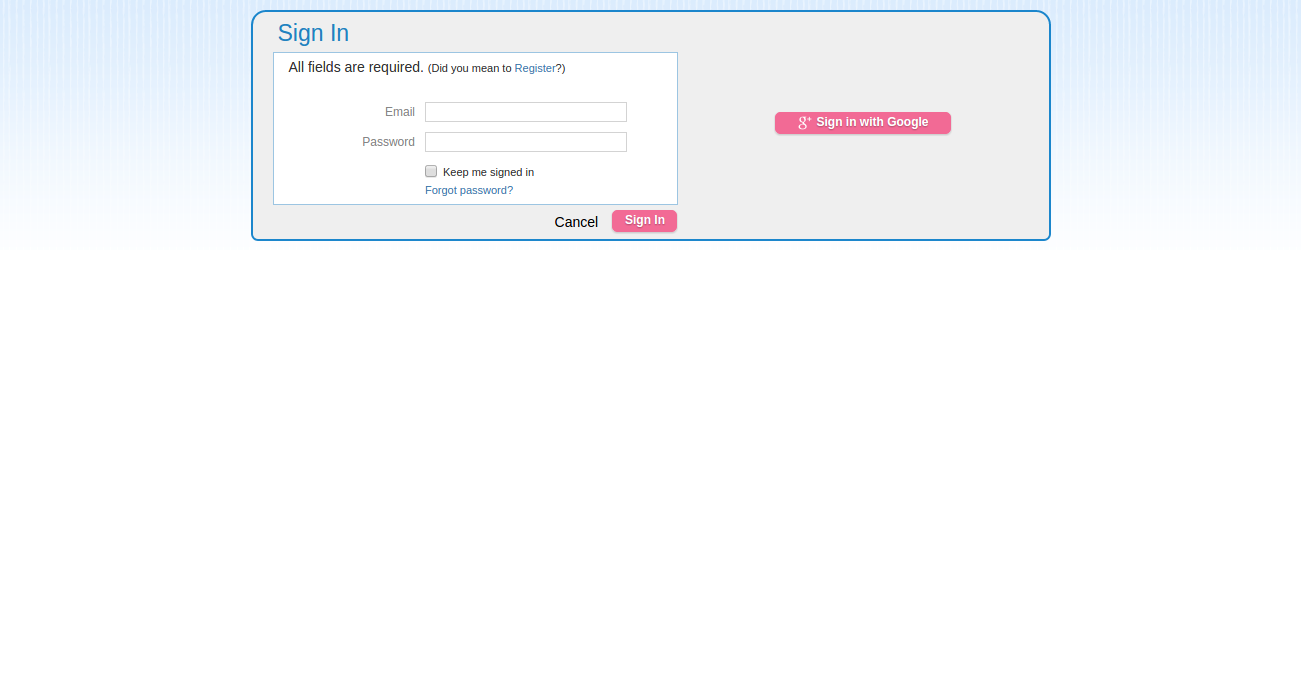 Sign In
All fields are required. (Did you mean to Register?)
Email
Password
Keep me signed in
Forgot password?
Cancel
Sign In
g+ Sign in with Google